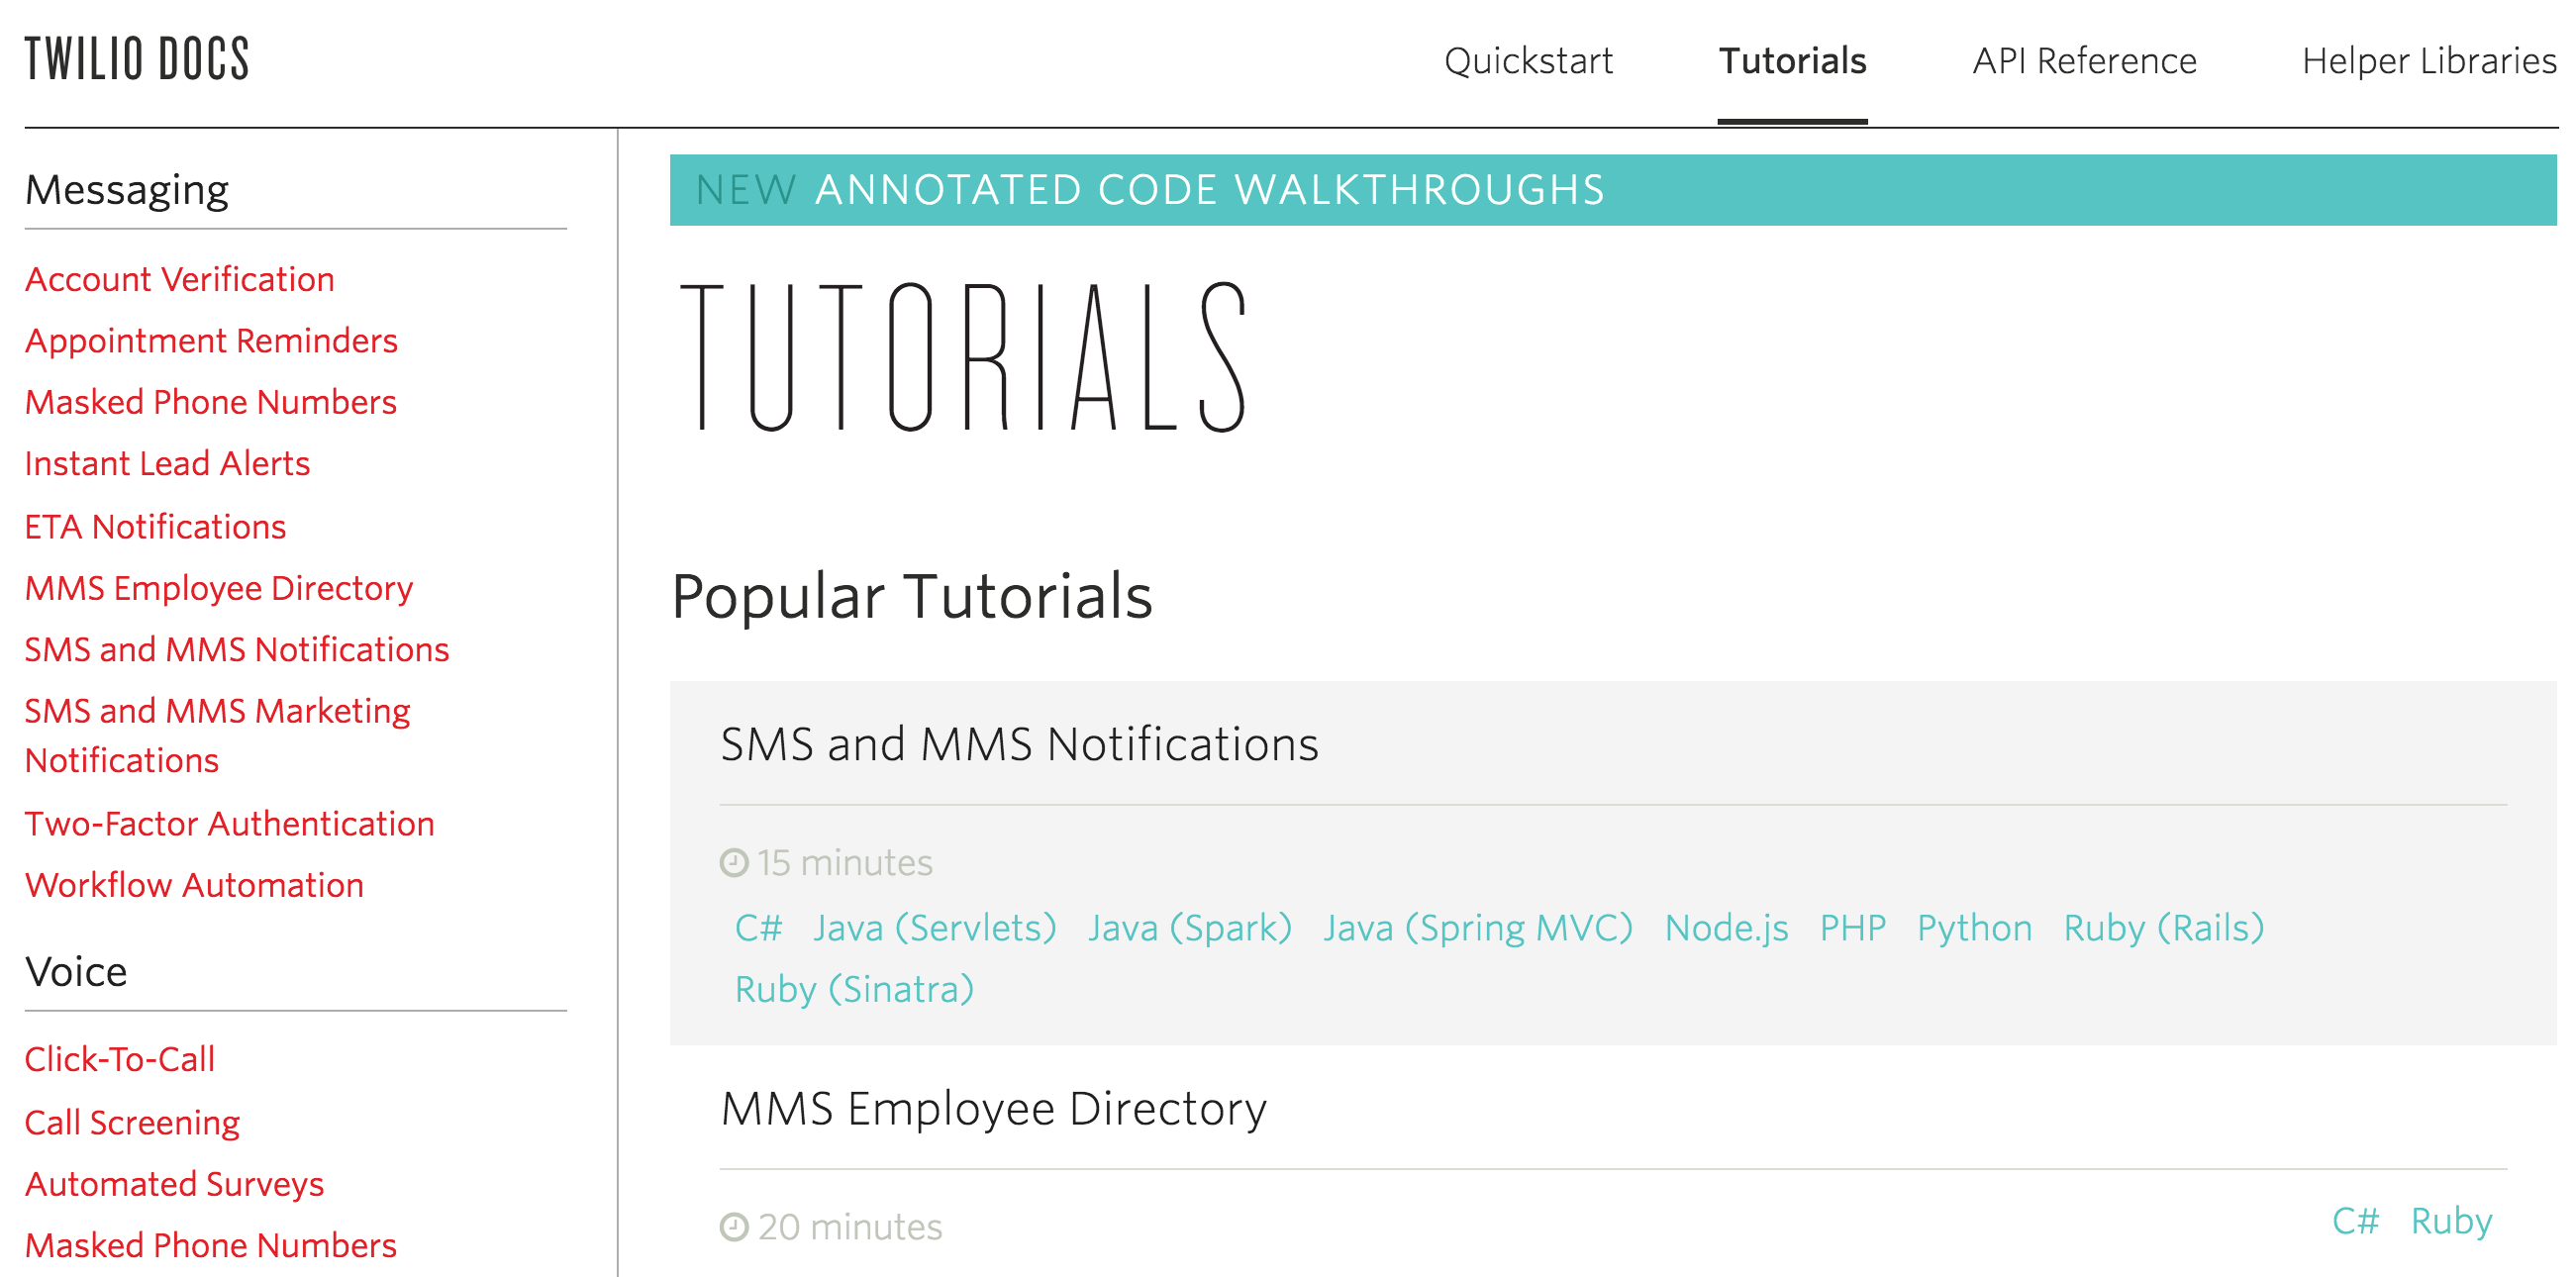 TWILIO DOCS
Quickstart Tutorials API Reference Helper Libraries
Messaging
Account Verification
Appointment Reminders
Masked Phone Numbers
Instant Lead Alerts
ETA Notifications
MMS Employee Directory
SMS and MMS Notifications
SMS and MMS Marketing
Notifications
Two-Factor Authentication
Workflow Automation
Voice
Click-To-Call
Call Screening
Automated Surveys
Masked Phone Numbers
NEW ANNOTATED CODE WALKTHROUGHS
TUTORIALS
Popular Tutorials
SMS and MMS Notifications
15 minutes
C# Java (Servlets) Java (Spark) Java (Spring MVC) Node.js PHP Python Ruby (Rails)
Ruby (Sinatra)
MMS Employee Directory
20 minutes
C# Ruby